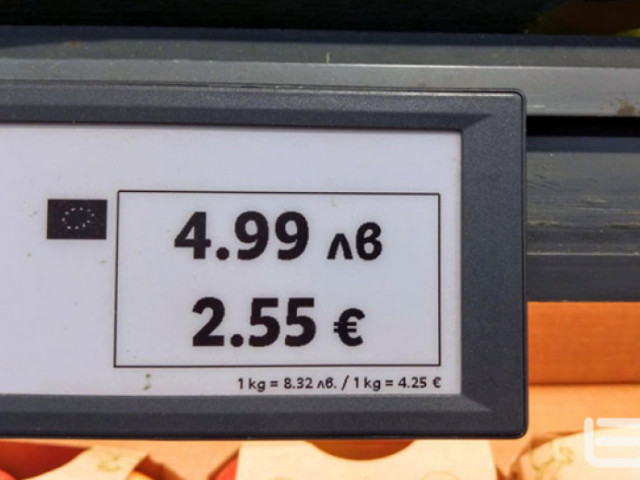 4.99 лв
2.55 €
1 kg = 8.32 лв. / 1 kg = 4.25 €